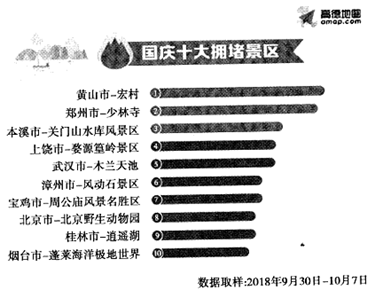 高德地图
amap.com
国庆十大拥堵景区
黄山市-宏村 1
郑州市-少林寺 2
本溪市-关门山水库风景区 3
上饶市-婺源篁岭景区 4
武汉市-木兰天池 5
漳州市-风动石景区 6
宝鸡市-周公庙风景名胜区 7
北京市-北京野生动物园 8
桂林市-逍遥湖 9
烟台市-蓬莱海洋极地世界 10
数据取样:2018年9月30日-10月7日